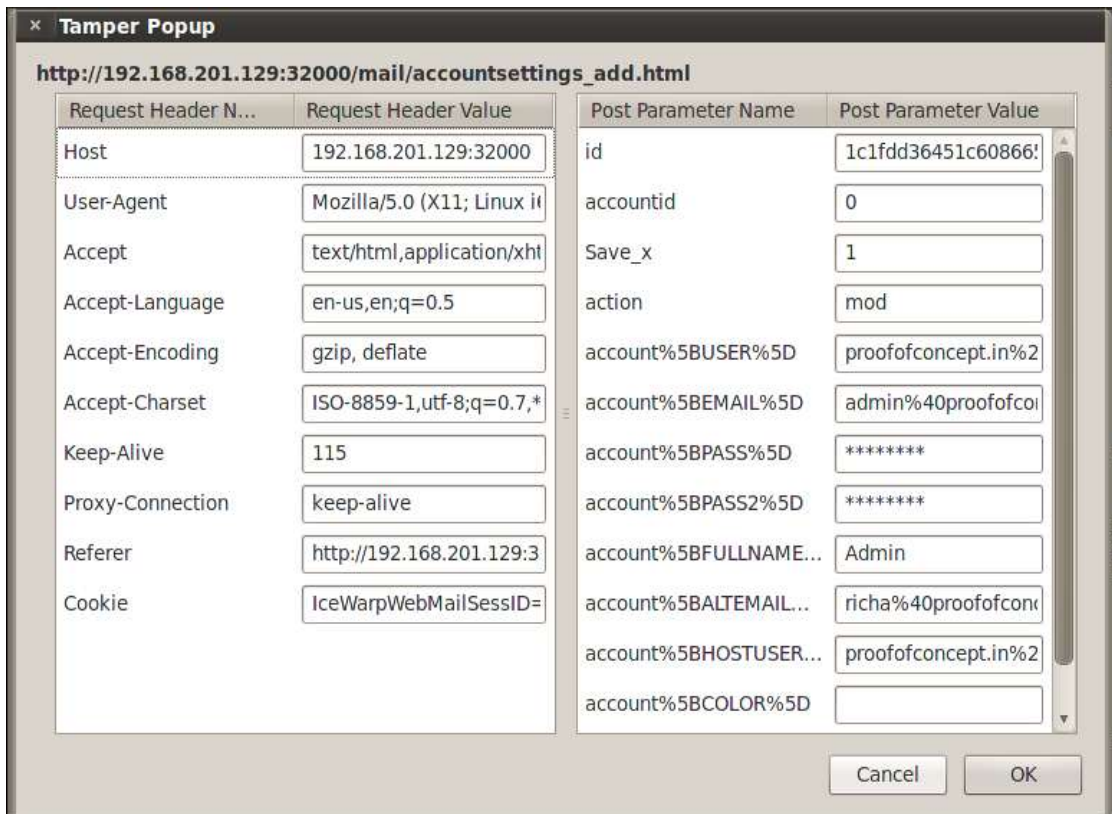 × Tamper Popup
http://192.168.201.129:32000/mail/accountsettings_add.html
Request Header N... Request Header Value
Host 192.168.201.129:32000
User-Agent Mozilla/5.0 (X11; Linux i6
Accept text/html,application/xht
Accept-Language en-us,en;q=0.5
Accept-Encoding gzip, deflate
Accept-Charset ISO-8859-1,utf-8;q=0.7,*
Keep-Alive 115
Proxy-Connection keep-alive
Referer http://192.168.201.129:3
Cookie IceWarpWebMailSessID=
Post Parameter Name Post Parameter Value
id 1c1fdd36451c608665
accountid 0
Save_x 1
action mod
account%5BUSER%5D proofofconcept.in%2
account%5BEMAIL%5D admin%40proofofcon
account%5BPASS%5D ********
account%5BPASS2%5D ********
account%5BFULLNAME... Admin
account%5BALTEMAIL... richa%40proofofconc
account%5BHOSTUSER... proofofconcept.in%2
account%5BCOLOR%5D
Cancel OK